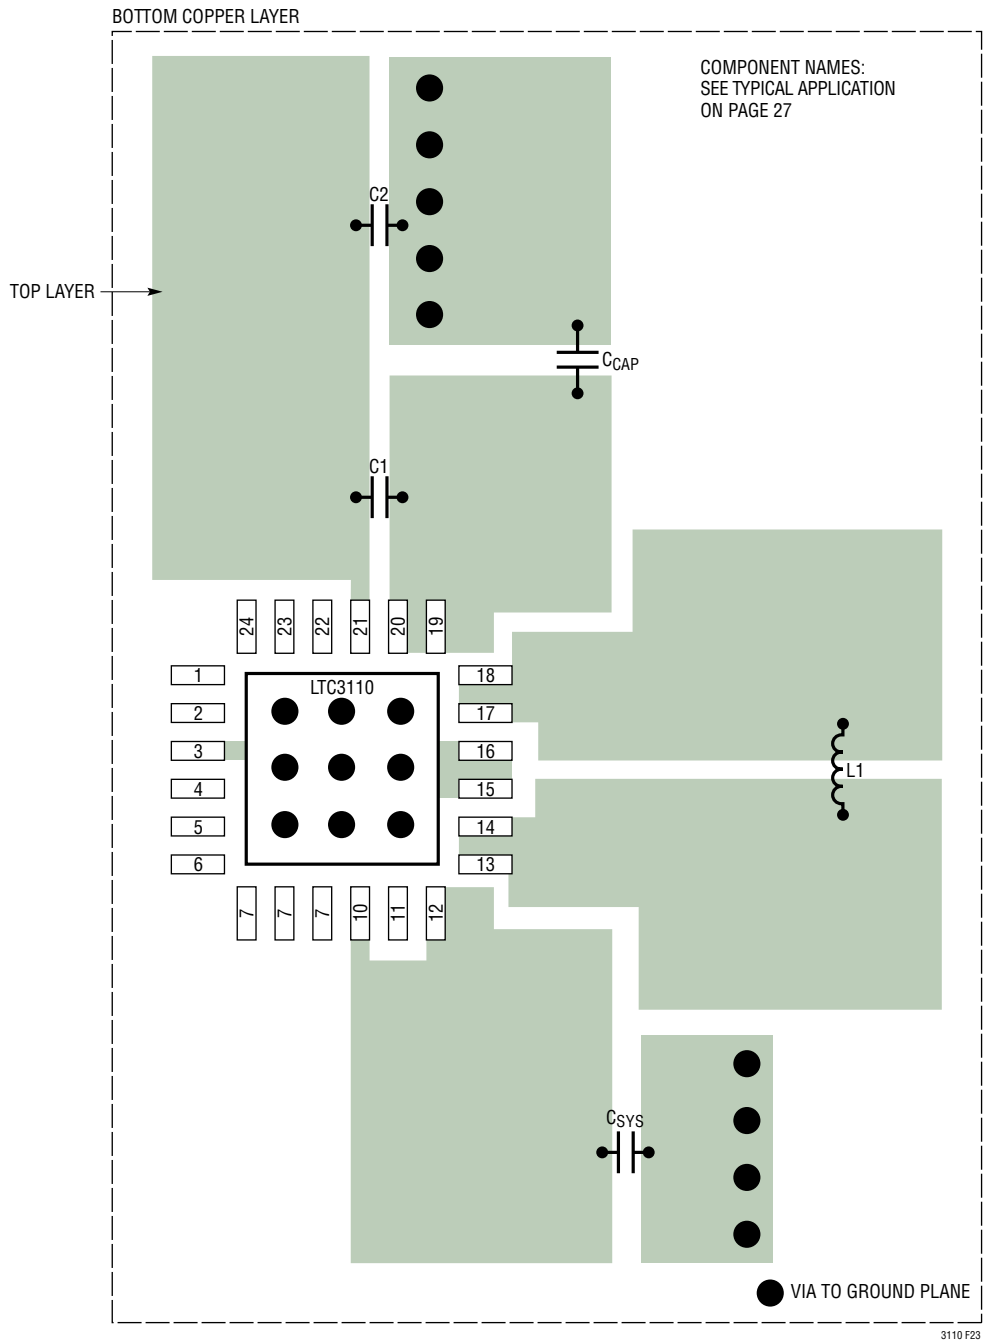 BOTTOM COPPER LAYER
COMPONENT NAMES:
SEE TYPICAL APPLICATION
ON PAGE 27
C2
TOP LAYER
CCAP
C1
24
23
22
21
20
19
1
2
3
4
5
6
LTC3110
18
17
16
15
14
13
L1
7
7
7
10
11
12
CSYS
VIA TO GROUND PLANE
3110 F23